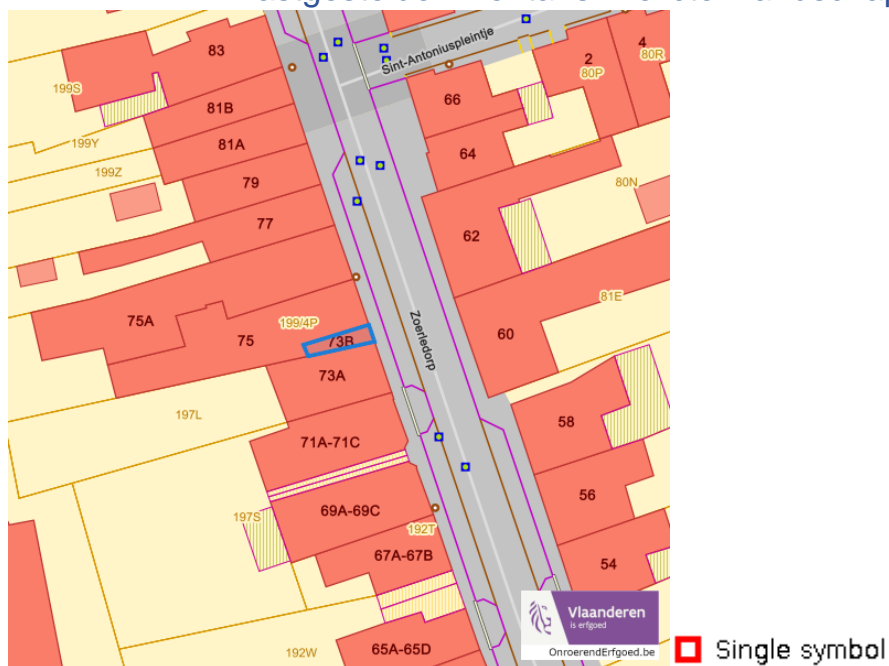 83
Sint-Antoniuspleintje
2
4
80R
80P
199S
81B
66
199Y
81A
64
199Z
79
80N
77
62
81E
75A
199/4P
Zoerledorp
60
75
73B
73A
197L
58
71A-71C
56
69A-69C
197S
192T
67A-67B
54
Vlaanderen
is erfgoed
OnroerendErfgoed.be
Single symbol
65A-65D
192W